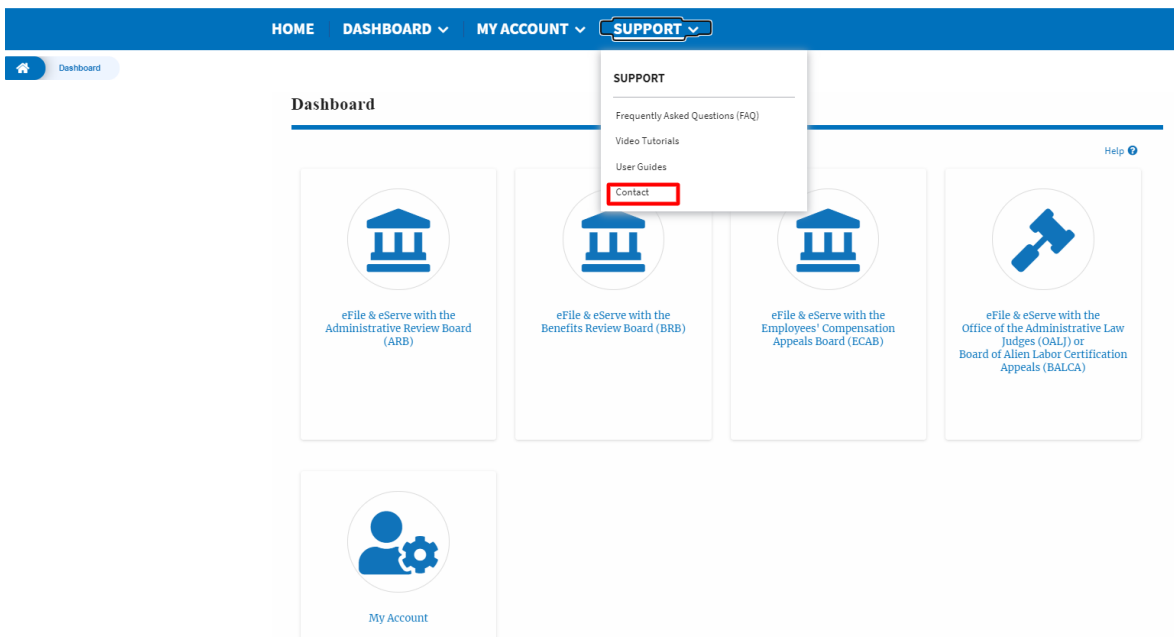 HOME DASHBOARD MY ACCOUNT SUPPORT
Dashboard
SUPPORT
Frequently Asked Questions (FAQ)
Video Tutorials
User Guides
Contact
Dashboard
Help
eFile & eServe with the
Administrative Review Board
(ARB)
eFile & eServe with the
Benefits Review Board (BRB)
eFile & eServe with the
Employees' Compensation
Appeals Board (ECAB)
eFile & eServe with the
Office of the Administrative Law
Judges (OALJ) or
Board of Alien Labor Certification
Appeals (BALCA)
My Account